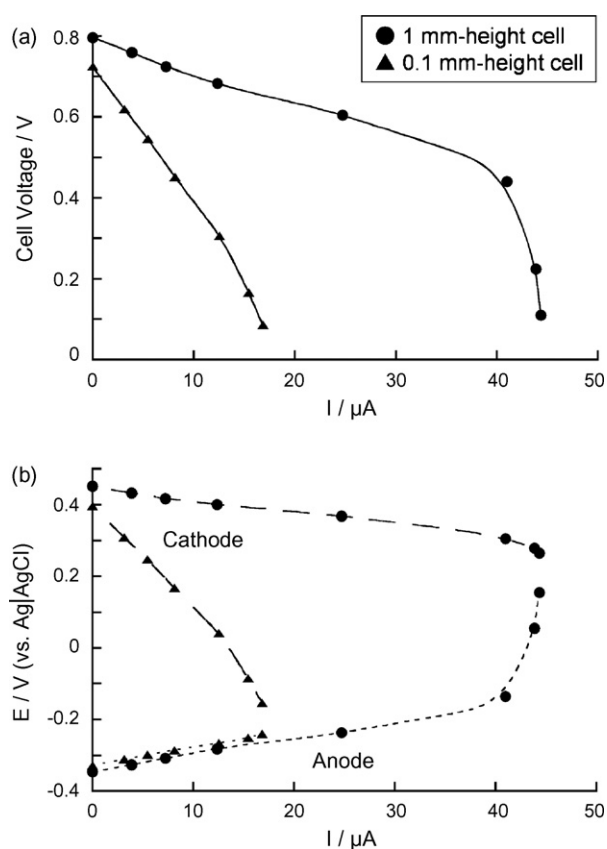 (a)
1 mm-height cell
0.1 mm-height cell
0.8
0.6
0.4
0.2
0
Cell Voltage / V
0 10 20 30 40 50
I / μA
(b)
0.4
0.2
0
-0.2
-0.4
E / V (vs. Ag|AgCl)
Cathode
Anode
0 10 20 30 40 50
I / μA